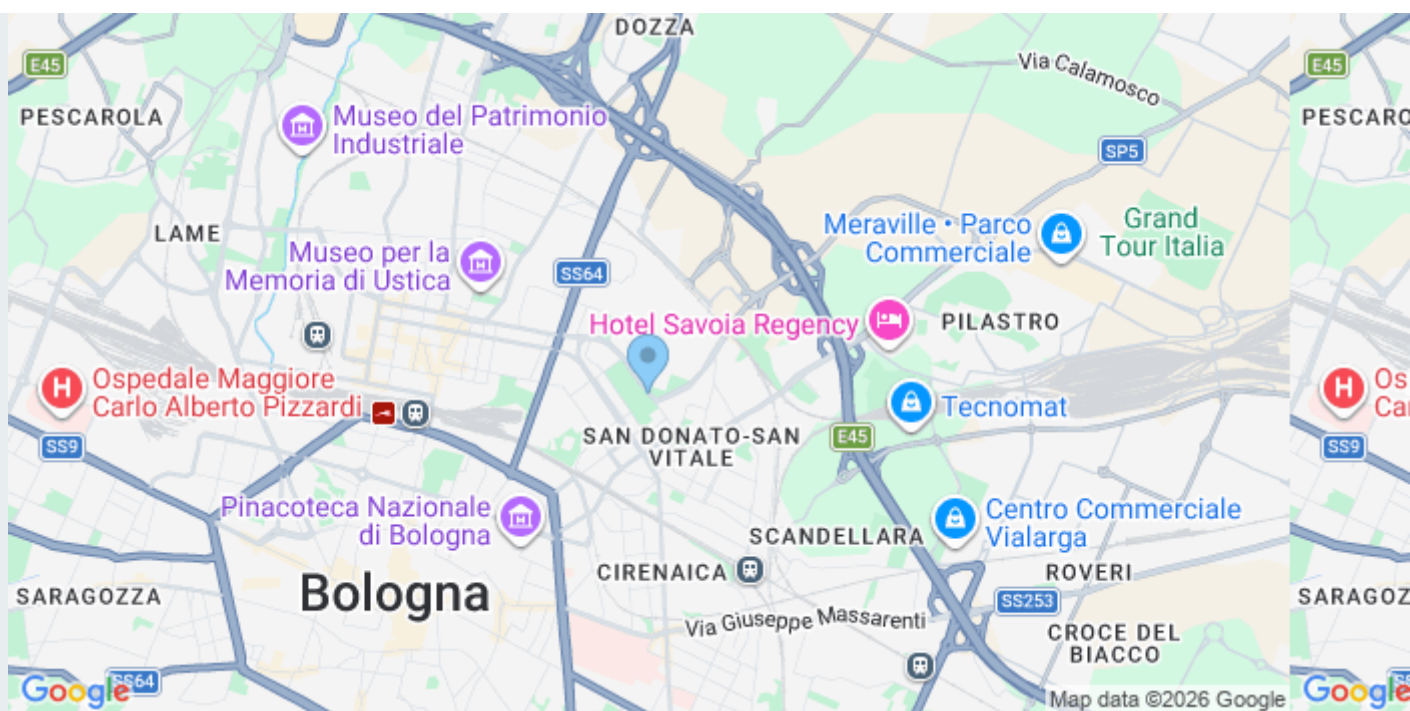 DOZZA
E45
Via Calamosco
E45
PESCAROLA
Museo del Patrimonio
Industriale
PESCARO
SP5
LAME
Meraville • Parco
Commerciale
Grand
Tour Italia
Museo per la
Memoria di Ustica
SS64
Hotel Savoia Regency
PILASTRO
H
Ospedale Maggiore
Carlo Alberto Pizzardi
Tecnomat
H
Os
Car
SS9
SAN DONATO-SAN
VITALE
E45
SS9
Pinacoteca Nazionale
di Bologna
Centro Commerciale
Vialarga
SCANDELLARA
CIRENAICA
ROVERI
Bologna
SARAGOZZA
SS253
SARAGOZ
Via Giuseppe Massarenti
CROCE DEL
BIACCO
Google
SS64
Map data ©2026 Google
Google